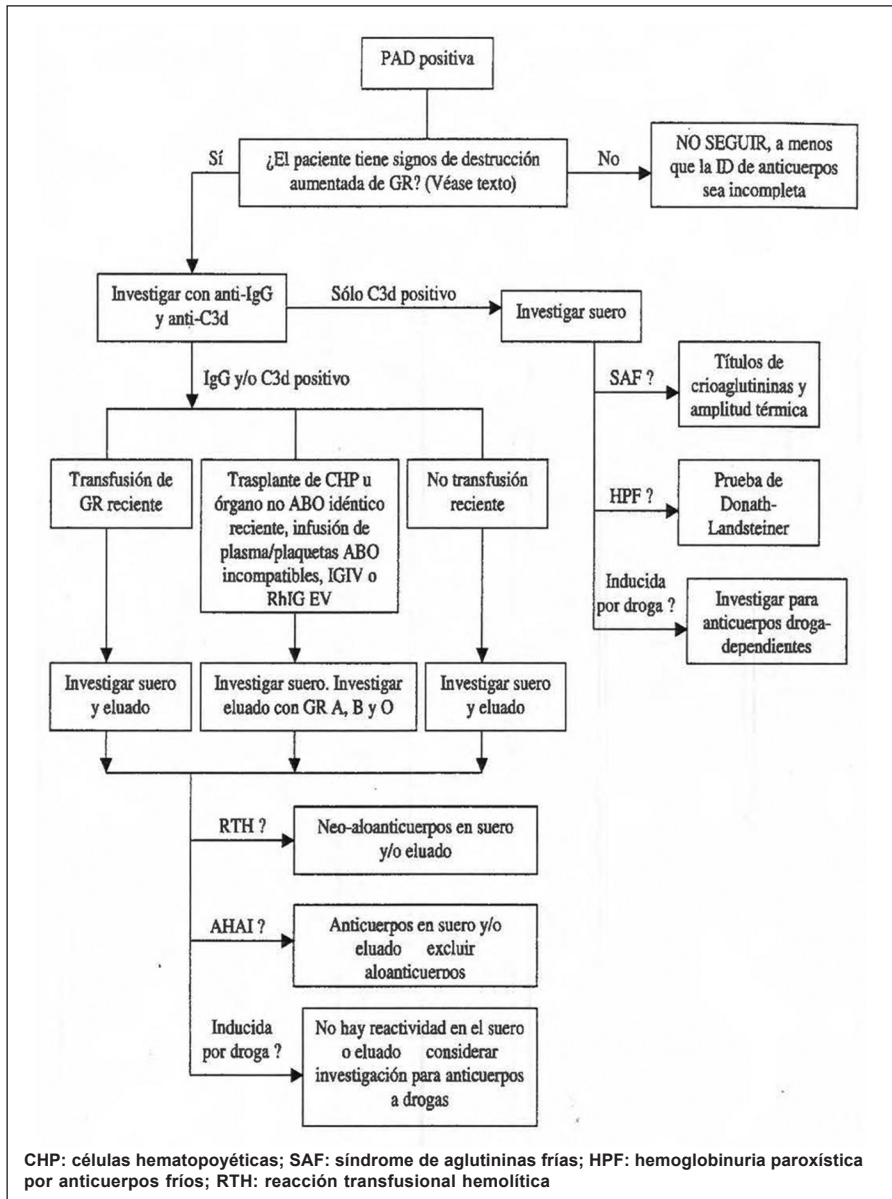 PAD positiva
Sí
¿El paciente tiene signos de destrucción
aumentada de GR? (Véase texto)
No
NO SEGUIR, a menos
que la ID de anticuerpos
sea incompleta
Investigar con anti-IgG
y anti-C3d
Sólo C3d positivo
Investigar suero
IgG y/o C3d positivo
SAF ?
Títulos de
crioaglutininas y
amplitud térmica
HPF ?
Prueba de
Donath-
Landsteiner
Inducida
por droga ?
Investigar para
anticuerpos droga-
dependientes
Transfusión de
GR reciente
Trasplante de CHP u
órgano no ABO idéntico
reciente, infusión de
plasma/plaquetas ABO
incompatibles, IGIV o
RhIG EV
No transfusión
reciente
Investigar suero
y eluado
Investigar suero. Investigar
eluado con GR A, B y O
Investigar suero
y eluado
RTH ?
Neo-aloanticuerpos en suero
y/o eluado
AHAI ?
Anticuerpos en suero y/o
eluado excluir
aloanticuerpos
Inducida
por droga ?
No hay reactividad en el suero
o eluado considerar
investigación para anticuerpos
a drogas
CHP: células hematopoyéticas; SAF: síndrome de aglutininas frías; HPF: hemoglobinuria paroxística
por anticuerpos fríos; RTH: reacción transfusional hemolítica